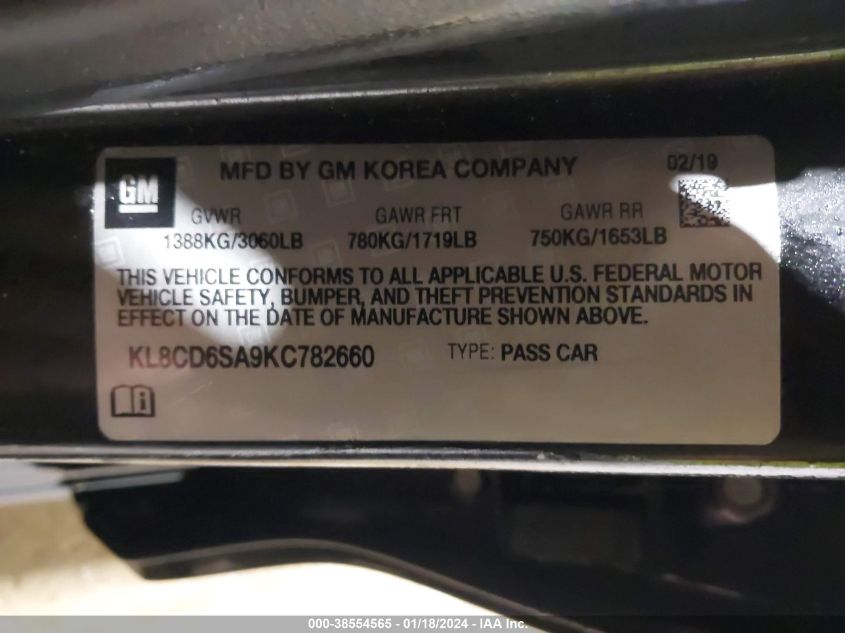 GM
MFD BY GM KOREA COMPANY
02/19
GVWR GAWR FRT GAWR RR
1388KG/3060LB 780KG/1719LB 750KG/1653LB
THIS VEHICLE CONFORMS TO ALL APPLICABLE U.S. FEDERAL MOTOR
VEHICLE SAFETY, BUMPER, AND THEFT PREVENTION STANDARDS IN
EFFECT ON THE DATE OF MANUFACTURE SHOWN ABOVE.
KL8CD6SA9KC782660 TYPE: PASS CAR
i
000-38554565 - 01/18/2024 - IAA Inc.